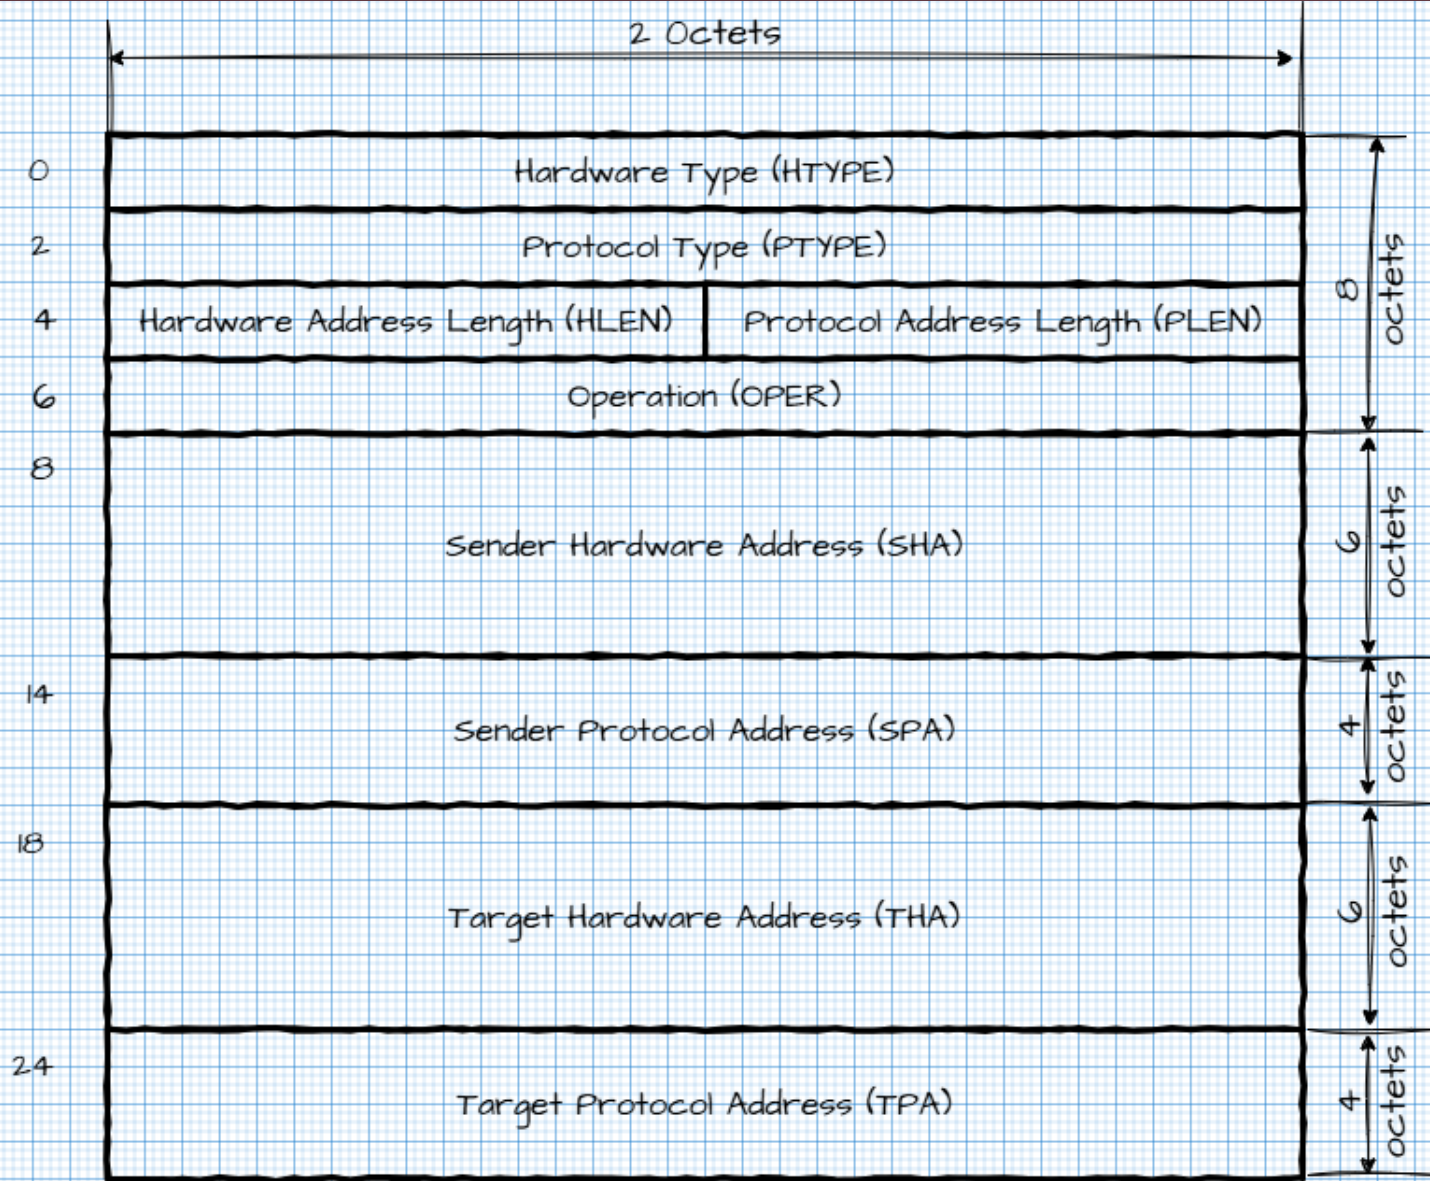 2 Octets
0
Hardware Type (HTYPE)
2
Protocol Type (PTYPE)
4
Hardware Address Length (HLEN)
Protocol Address Length (PLEN)
8
octets
6
Operation (OPER)
8
Sender Hardware Address (SHA)
6
octets
14
Sender Protocol Address (SPA)
4
octets
18
Target Hardware Address (THA)
6
octets
24
Target Protocol Address (TPA)
4
octets